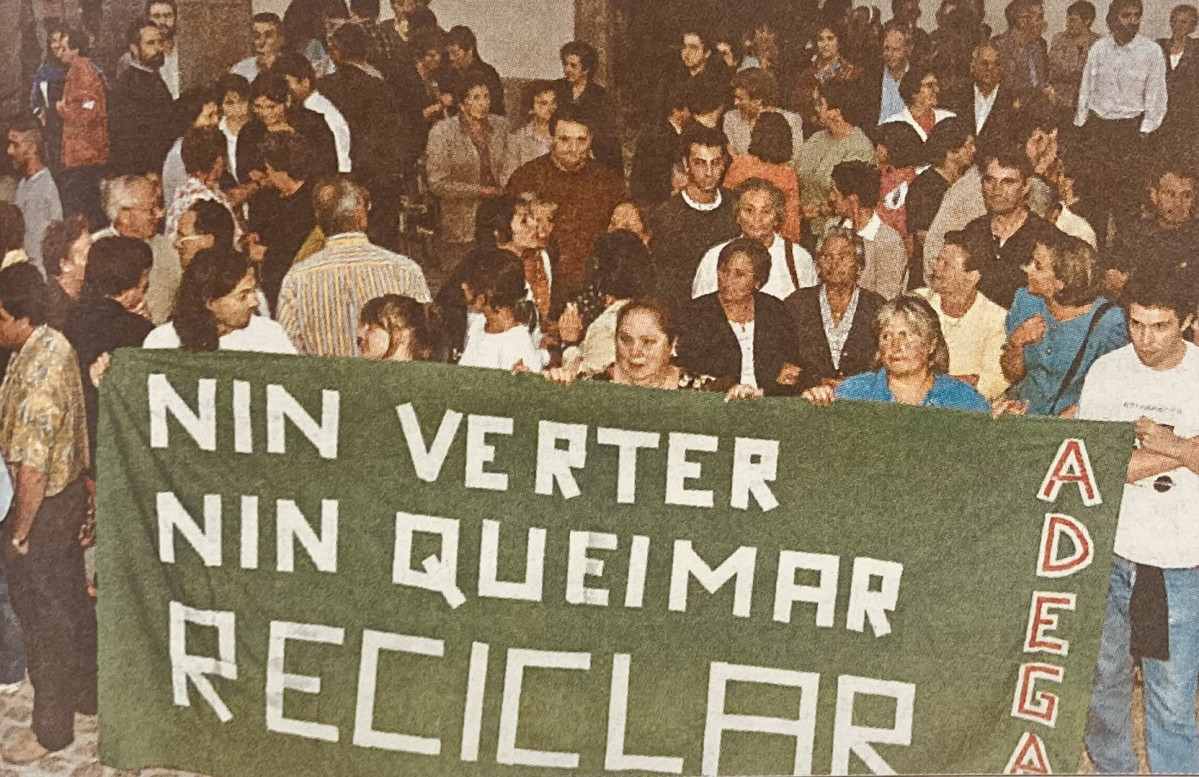 NIN VERTER
NIN QUEIMAR
RECICLAR
ADEGA